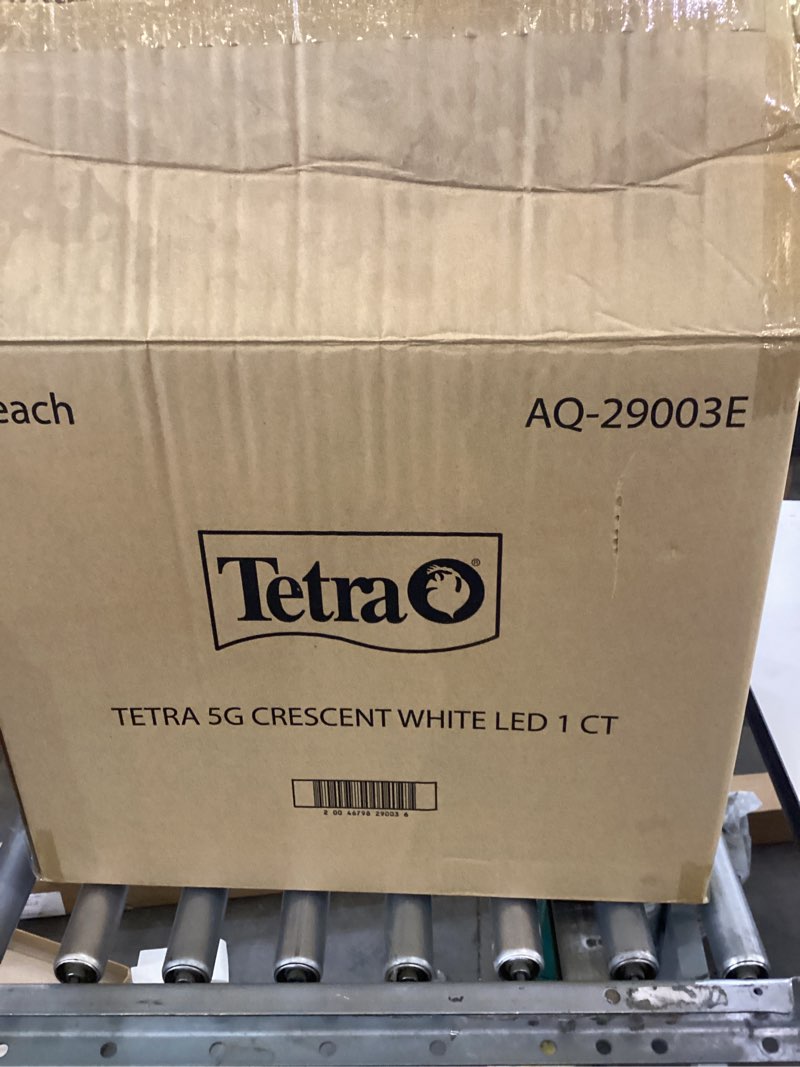 each
AQ-29003E
Tetra®
TETRA 5G CRESCENT WHITE LED 1 CT
2 00 46798 29003 6